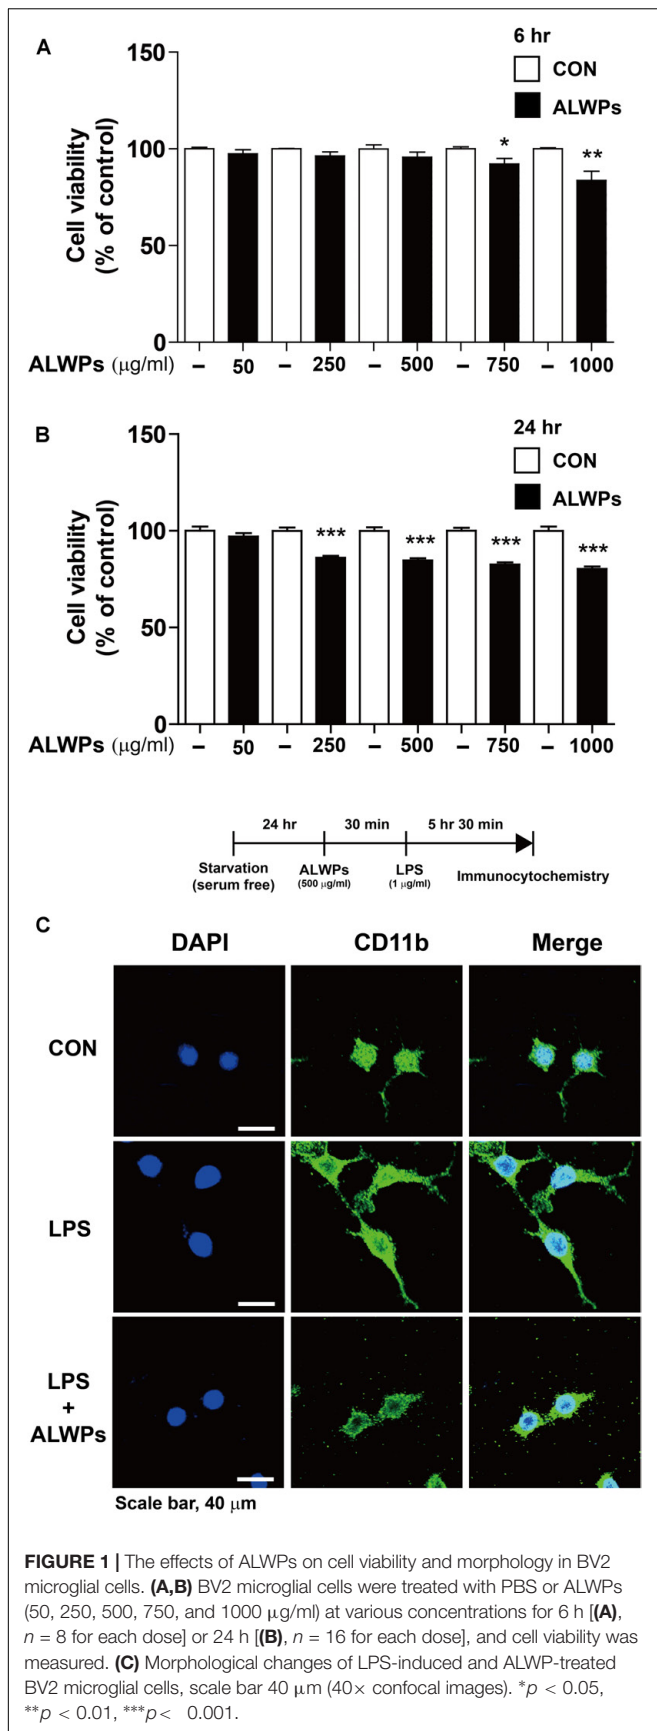 A
150
100
50
0
Cell viability
(% of control)
6 hr
CON
ALWPs
*
**
ALWPs (μg/ml)
– 50 – 250 – 500 – 750 – 1000
B
150
100
50
0
Cell viability
(% of control)
24 hr
CON
ALWPs
*** *** *** ***
ALWPs (μg/ml)
– 50 – 250 – 500 – 750 – 1000
24 hr 30 min 5 hr 30 min
Starvation
(serum free)
ALWPs
(500 μg/ml)
LPS
(1 μg/ml)
Immunocytochemistry
C
DAPI CD11b Merge
CON
LPS
LPS
+
ALWPs
Scale bar, 40 μm
FIGURE 1 | The effects of ALWPs on cell viability and morphology in BV2
microglial cells. (A,B) BV2 microglial cells were treated with PBS or ALWPs
(50, 250, 500, 750, and 1000 μg/ml) at various concentrations for 6 h [(A),
n = 8 for each dose] or 24 h [(B), n = 16 for each dose], and cell viability was
measured. (C) Morphological changes of LPS-induced and ALWP-treated
BV2 microglial cells, scale bar 40 μm (40× confocal images). *p < 0.05,
**p < 0.01, ***p< 0.001.